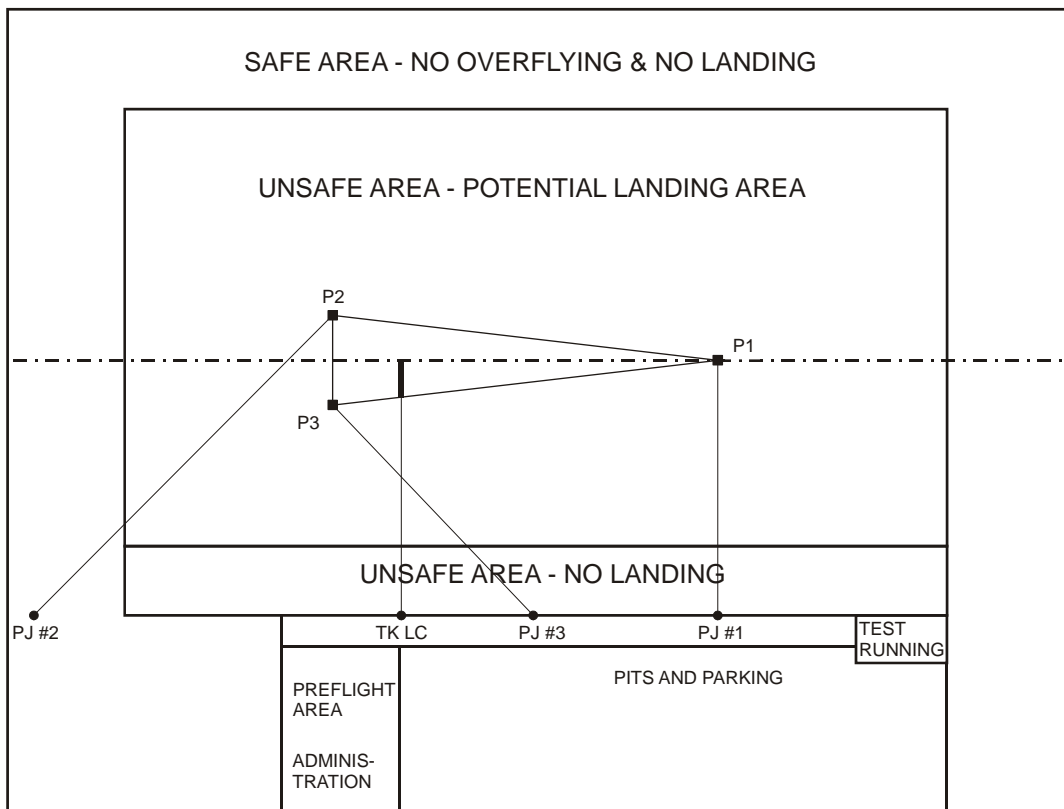 SAFE AREA - NO OVERFLYING & NO LANDING
UNSAFE AREA - POTENTIAL LANDING AREA
P2
P1
P3
UNSAFE AREA - NO LANDING
PJ #2
TK LC
PJ #3
PJ #1
TEST
RUNNING
PITS AND PARKING
PREFLIGHT
AREA
ADMINIS-
TRATION